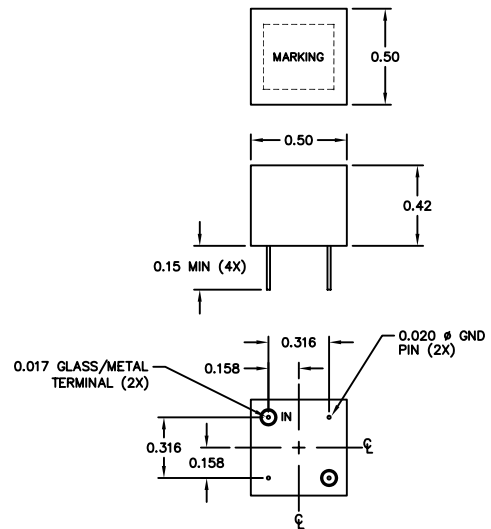 MARKING
0.50
0.50
0.42
0.15 MIN (4X)
0.316
0.020 ø GND
PIN (2X)
0.158
0.017 GLASS/METAL
TERMINAL (2X)
IN
0.316
0.158
℄
℄